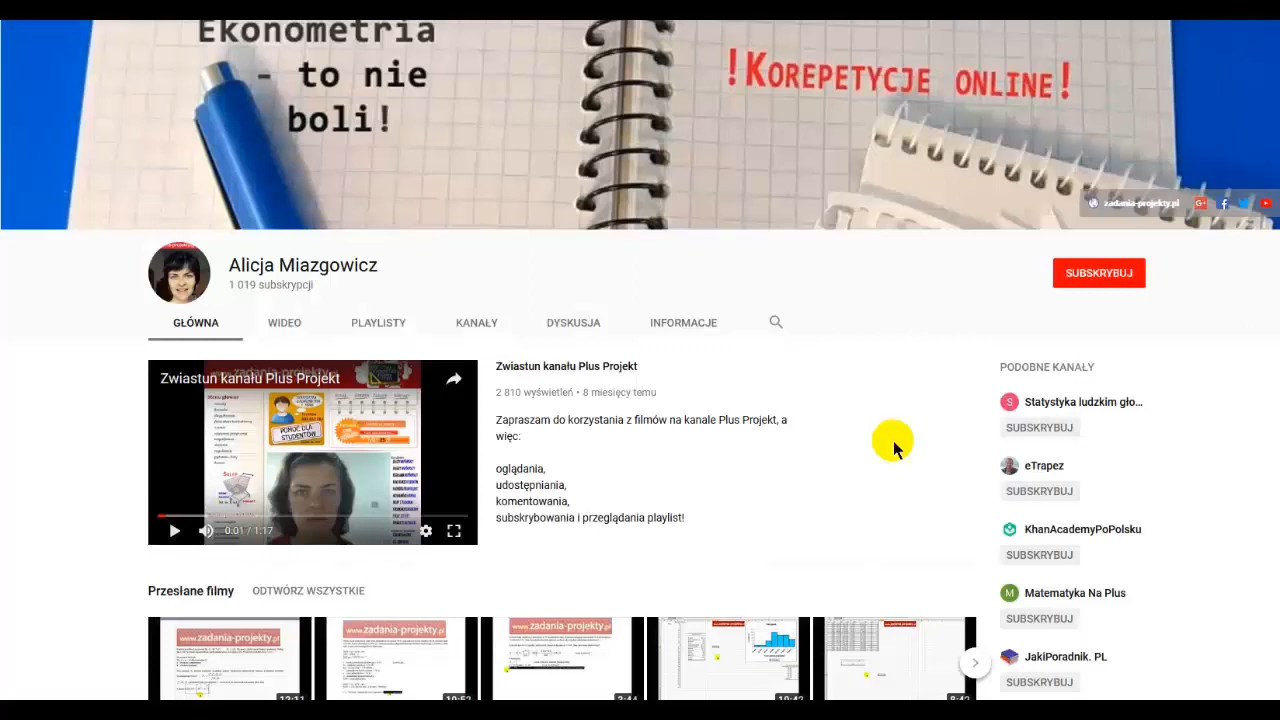 Ekonometria
- to nie
boli!
!KOREPETYCJE ONLINE!
zadania-projekty.pl
Alicja Miazgowicz
1 019 subskrypcji
SUBSKRYBUJ
GŁÓWNA WIDEO PLAYLISTY KANAŁY DYSKUSJA INFORMACJE
Zwiastun kanału Plus Projekt
POMOC DLA
STUDENTÓW
0:01 / 1:17
Zwiastun kanału Plus Projekt
2 810 wyświetleń • 8 miesięcy temu
Zapraszam do korzystania z filmów na kanale Plus Projekt, a
więc:
oglądania,
udostępniania,
komentowania,
subskrybowania i przeglądania playlist!
PODOBNE KANAŁY
S Statystyka ludzkim gło...
SUBSKRYBUJ
eTrapez
SUBSKRYBUJ
KhanAcademyPoPolsku
SUBSKRYBUJ
M Matematyka Na Plus
SUBSKRYBUJ
JakiPoradnik. PL
SUBSKRYBUJ
Przesłane filmy ODTWÓRZ WSZYSTKIE
www.zadania-projekty.pl
www.zadania-projekty.pl
www.zadania-projekty.pl